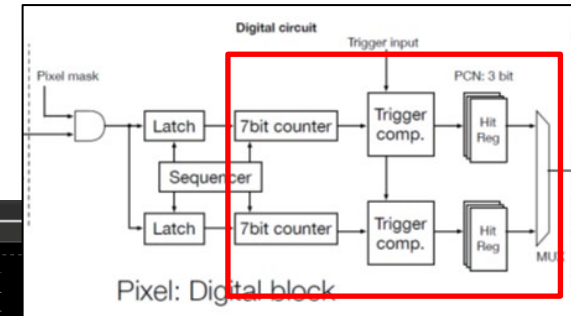 Digital circuit
Trigger input
Pixel mask
PCN: 3 bit
Latch
7bit counter
Trigger
comp.
Hit
Reg
Sequencer
Latch
7bit counter
Trigger
comp.
Hit
Reg
MUX
Pixel: Digital block